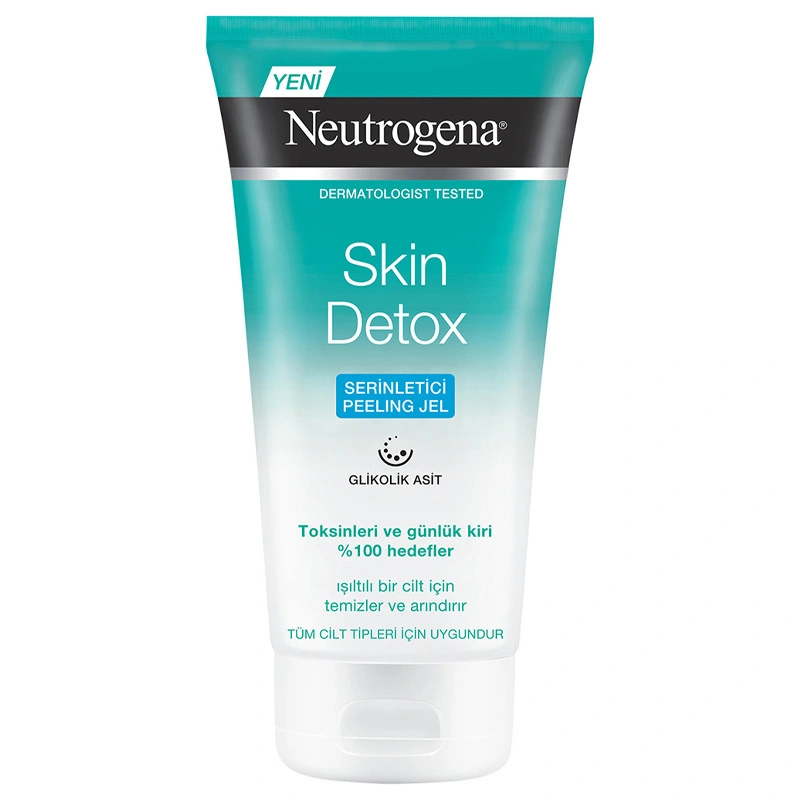 YENİ
Neutrogena®
DERMATOLOGIST TESTED
Skin
Detox
SERİNLETİCİ
PEELING JEL
GLİKOLİK ASİT
Toksinleri ve günlük kiri
%100 hedefler
ışıltılı bir cilt için
temizler ve arındırır
TÜM CİLT TİPLERİ İÇİN UYGUNDUR